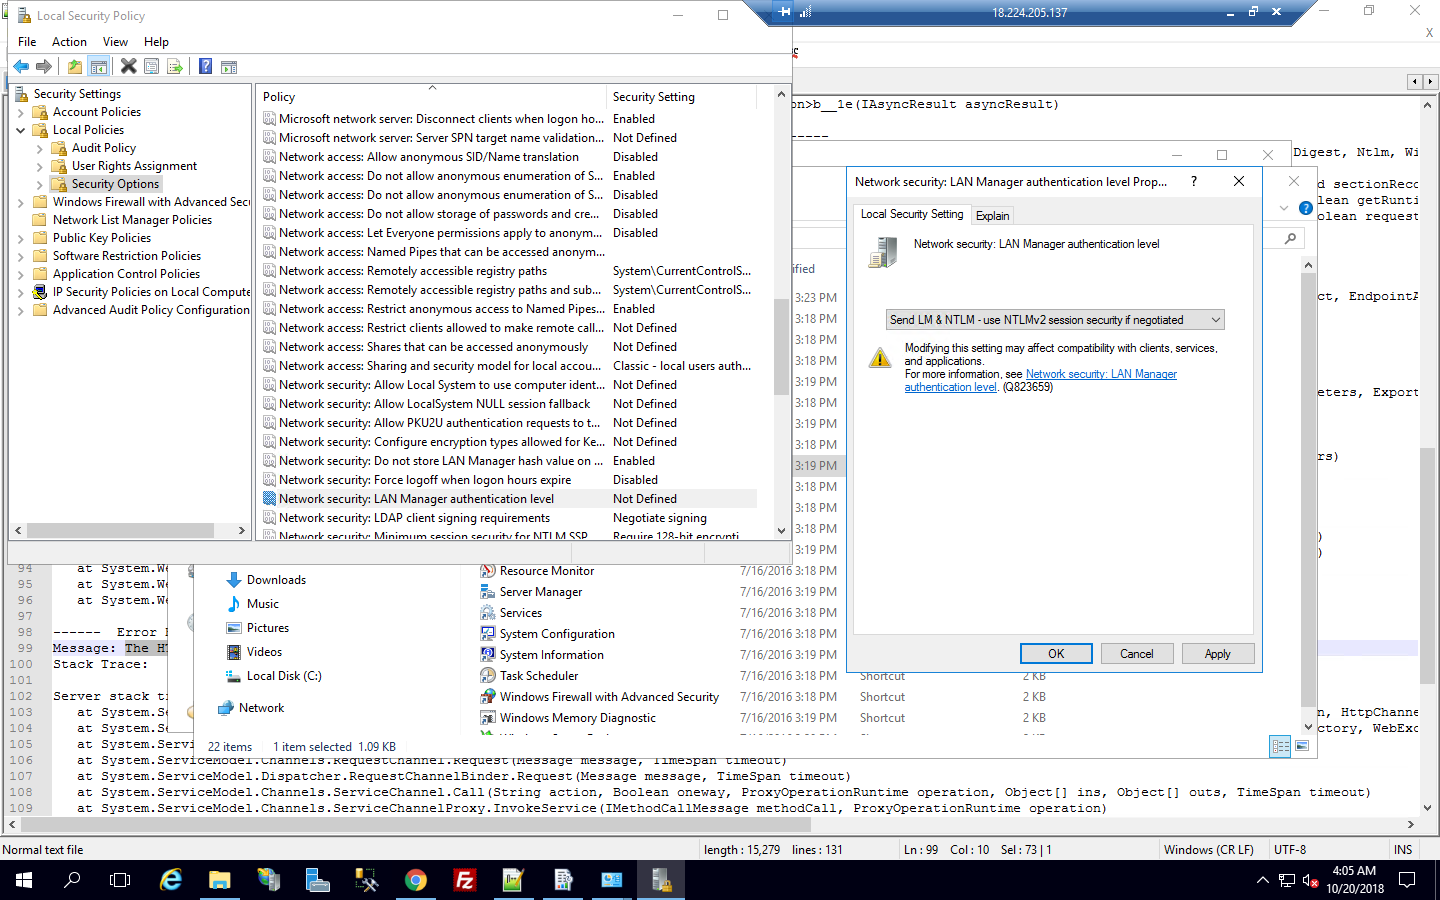 Local Security Policy
18.224.205.137
File Action View Help
X
Security Settings
Account Policies
Local Policies
Audit Policy
User Rights Assignment
Security Options
Windows Firewall with Advanced Secu
Network List Manager Policies
Public Key Policies
Software Restriction Policies
Application Control Policies
IP Security Policies on Local Compute
Advanced Audit Policy Configuration
Policy Security Setting
Microsoft network server: Disconnect clients when logon ho... Enabled
Microsoft network server: Server SPN target name validation... Not Defined
Network access: Allow anonymous SID/Name translation Disabled
Network access: Do not allow anonymous enumeration of S... Enabled
Network access: Do not allow anonymous enumeration of S... Disabled
Network access: Do not allow storage of passwords and cre... Disabled
Network access: Let Everyone permissions apply to anonym... Disabled
Network access: Named Pipes that can be accessed anonym...
Network access: Remotely accessible registry paths System\CurrentControlS...
Network access: Remotely accessible registry paths and sub... System\CurrentControlS...
Network access: Restrict anonymous access to Named Pipes... Enabled
Network access: Restrict clients allowed to make remote call... Not Defined
Network access: Shares that can be accessed anonymously Not Defined
Network access: Sharing and security model for local accou... Classic - local users auth...
Network security: Allow Local System to use computer ident... Not Defined
Network security: Allow LocalSystem NULL session fallback Not Defined
Network security: Allow PKU2U authentication requests to t... Not Defined
Network security: Configure encryption types allowed for Ke... Not Defined
Network security: Do not store LAN Manager hash value on ... Enabled
Network security: Force logoff when logon hours expire Disabled
Network security: LAN Manager authentication level Not Defined
Network security: LDAP client signing requirements Negotiate signing
Network security: Minimum session security for NTLM SSP Require 128-bit encrypti
on>b__1e(IAsyncResult asyncResult)
-----
Digest, Ntlm, Wi
d sectionReco
olean getRunti
olean request
ct, EndpointA
eters, Export
rs)
)
)
n, HttpChanne
ctory, WebExc
Network security: LAN Manager authentication level Prop... ?
Local Security Setting Explain
Network security: LAN Manager authentication level
Send LM & NTLM - use NTLMv2 session security if negotiated
Modifying this setting may affect compatibility with clients, services,
and applications.
For more information, see Network security: LAN Manager
authentication level. (Q823659)
OK Cancel Apply
ified
3:23 PM
3:18 PM
3:18 PM
3:18 PM
3:19 PM
3:18 PM
3:19 PM
3:18 PM
3:19 PM
3:18 PM
3:18 PM
3:18 PM
3:19 PM
Downloads
Music
Pictures
Videos
Local Disk (C:)
Network
Resource Monitor 7/16/2016 3:18 PM
Server Manager 7/16/2016 3:19 PM
Services 7/16/2016 3:18 PM
System Configuration 7/16/2016 3:18 PM
System Information 7/16/2016 3:19 PM
Task Scheduler 7/16/2016 3:18 PM Shortcut 2 KB
Windows Firewall with Advanced Security 7/16/2016 3:18 PM Shortcut 2 KB
Windows Memory Diagnostic 7/16/2016 3:19 PM Shortcut 2 KB
22 items 1 item selected 1.09 KB
94 at System.We
95 at System.We
96 at System.We
97
98 ------ Error D
99 Message: The HT
100 Stack Trace:
101
102 Server stack tr
103 at System.Se
104 at System.Se
105 at System.Servi
106 at System.ServiceModel.Channels.RequestChannel.Request(Message message, TimeSpan timeout)
107 at System.ServiceModel.Dispatcher.RequestChannelBinder.Request(Message message, TimeSpan timeout)
108 at System.ServiceModel.Channels.ServiceChannel.Call(String action, Boolean oneway, ProxyOperationRuntime operation, Object[] ins, Object[] outs, TimeSpan timeout)
109 at System.ServiceModel.Channels.ServiceChannelProxy.InvokeService(IMethodCallMessage methodCall, ProxyOperationRuntime operation)
Normal text file length : 15,279 lines : 131 Ln : 99 Col : 10 Sel : 73 | 1 Windows (CR LF) UTF-8 INS
4:05 AM
10/20/2018